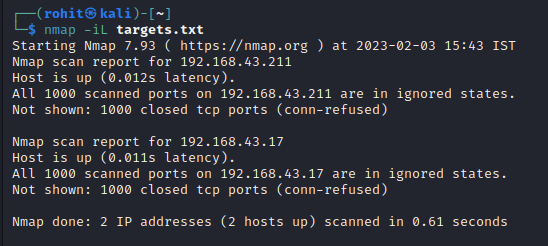 ┌──(rohit㉿kali)-[~]
└─$ nmap -iL targets.txt
Starting Nmap 7.93 ( https://nmap.org ) at 2023-02-03 15:43 IST
Nmap scan report for 192.168.43.211
Host is up (0.012s latency).
All 1000 scanned ports on 192.168.43.211 are in ignored states.
Not shown: 1000 closed tcp ports (conn-refused)

Nmap scan report for 192.168.43.17
Host is up (0.011s latency).
All 1000 scanned ports on 192.168.43.17 are in ignored states.
Not shown: 1000 closed tcp ports (conn-refused)

Nmap done: 2 IP addresses (2 hosts up) scanned in 0.61 seconds